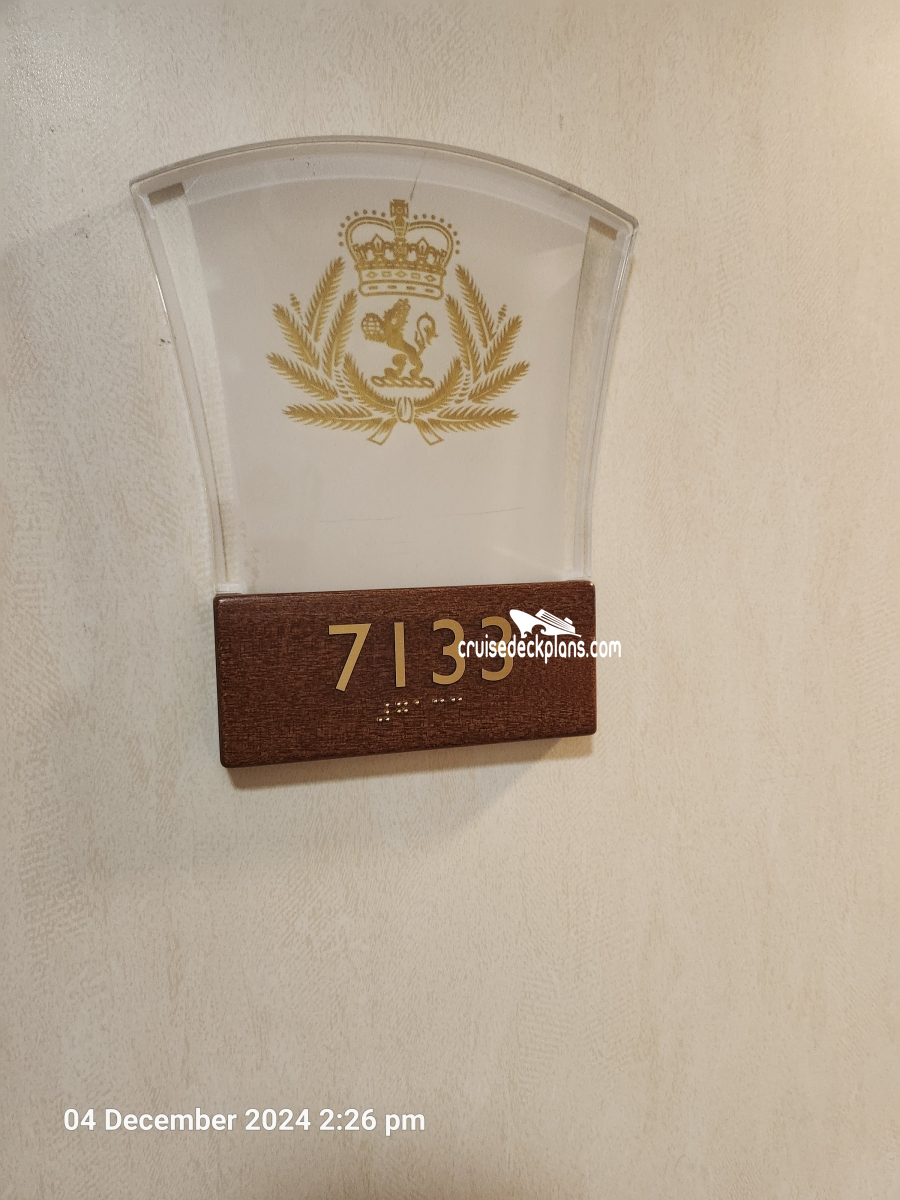 7133
cruisedeckplans.com
04 December 2024 2:26 pm